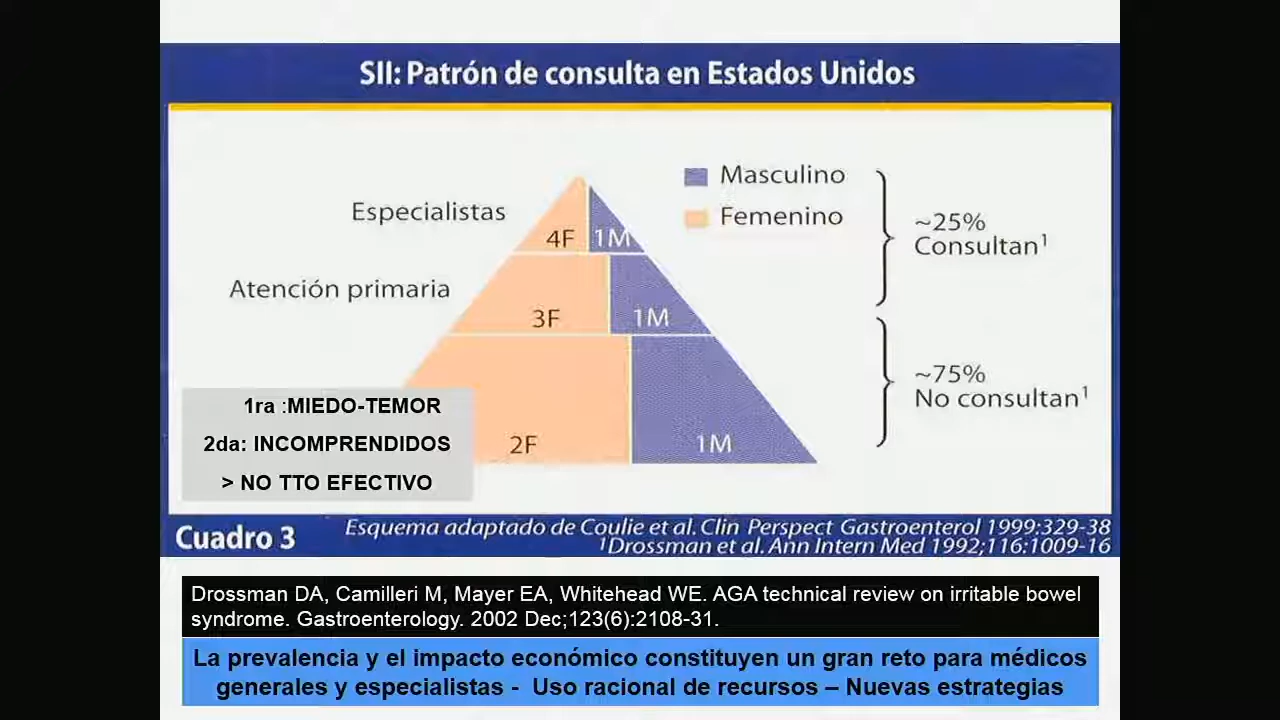 SII: Patrón de consulta en Estados Unidos
Masculino
Femenino
Especialistas
4F
1M
~25%
Consultan¹
Atención primaria
3F
1M
~75%
No consultan¹
1ra :MIEDO-TEMOR
2da: INCOMPRENDIDOS
> NO TTO EFECTIVO
2F
1M
Cuadro 3
Esquema adaptado de Coulie et al. Clin Perspect Gastroenterol 1999:329-38
¹Drossman et al. Ann Intern Med 1992;116:1009-16
Drossman DA, Camilleri M, Mayer EA, Whitehead WE. AGA technical review on irritable bowel
syndrome. Gastroenterology. 2002 Dec;123(6):2108-31.
La prevalencia y el impacto económico constituyen un gran reto para médicos
generales y especialistas - Uso racional de recursos – Nuevas estrategias